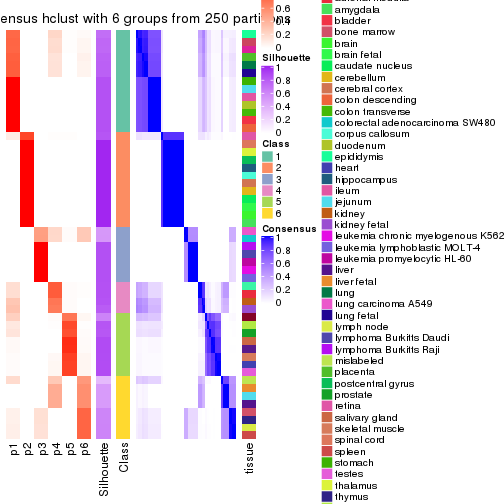 ensus hclust with 6 groups from 250 partitions
0.6
0.4
0.2
0
Silhouette
1
0.8
0.6
0.4
0.2
0
Class
1
2
3
4
5
6
Consensus
1
0.8
0.6
0.4
0.2
0
amygdala
bladder
bone marrow
brain
brain fetal
caudate nucleus
cerebellum
cerebral cortex
colon descending
colon transverse
colorectal adenocarcinoma SW480
corpus callosum
duodenum
epididymis
heart
hippocampus
ileum
jejunum
kidney
kidney fetal
leukemia chronic myelogenous K562
leukemia lymphoblastic MOLT-4
leukemia promyelocytic HL-60
liver
liver fetal
lung
lung carcinoma A549
lung fetal
lymph node
lymphoma Burkitts Daudi
lymphoma Burkitts Raji
mislabeled
placenta
postcentral gyrus
prostate
retina
salivary gland
skeletal muscle
spinal cord
spleen
stomach
testes
thalamus
thymus
p1
p2
p3
p4
p5
p6
Silhouette
Class
tissue